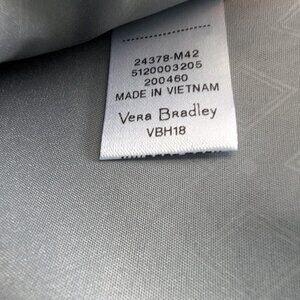 24378-M42
5120003205
200460
MADE IN VIETNAM
Vera Bradley
VBH18